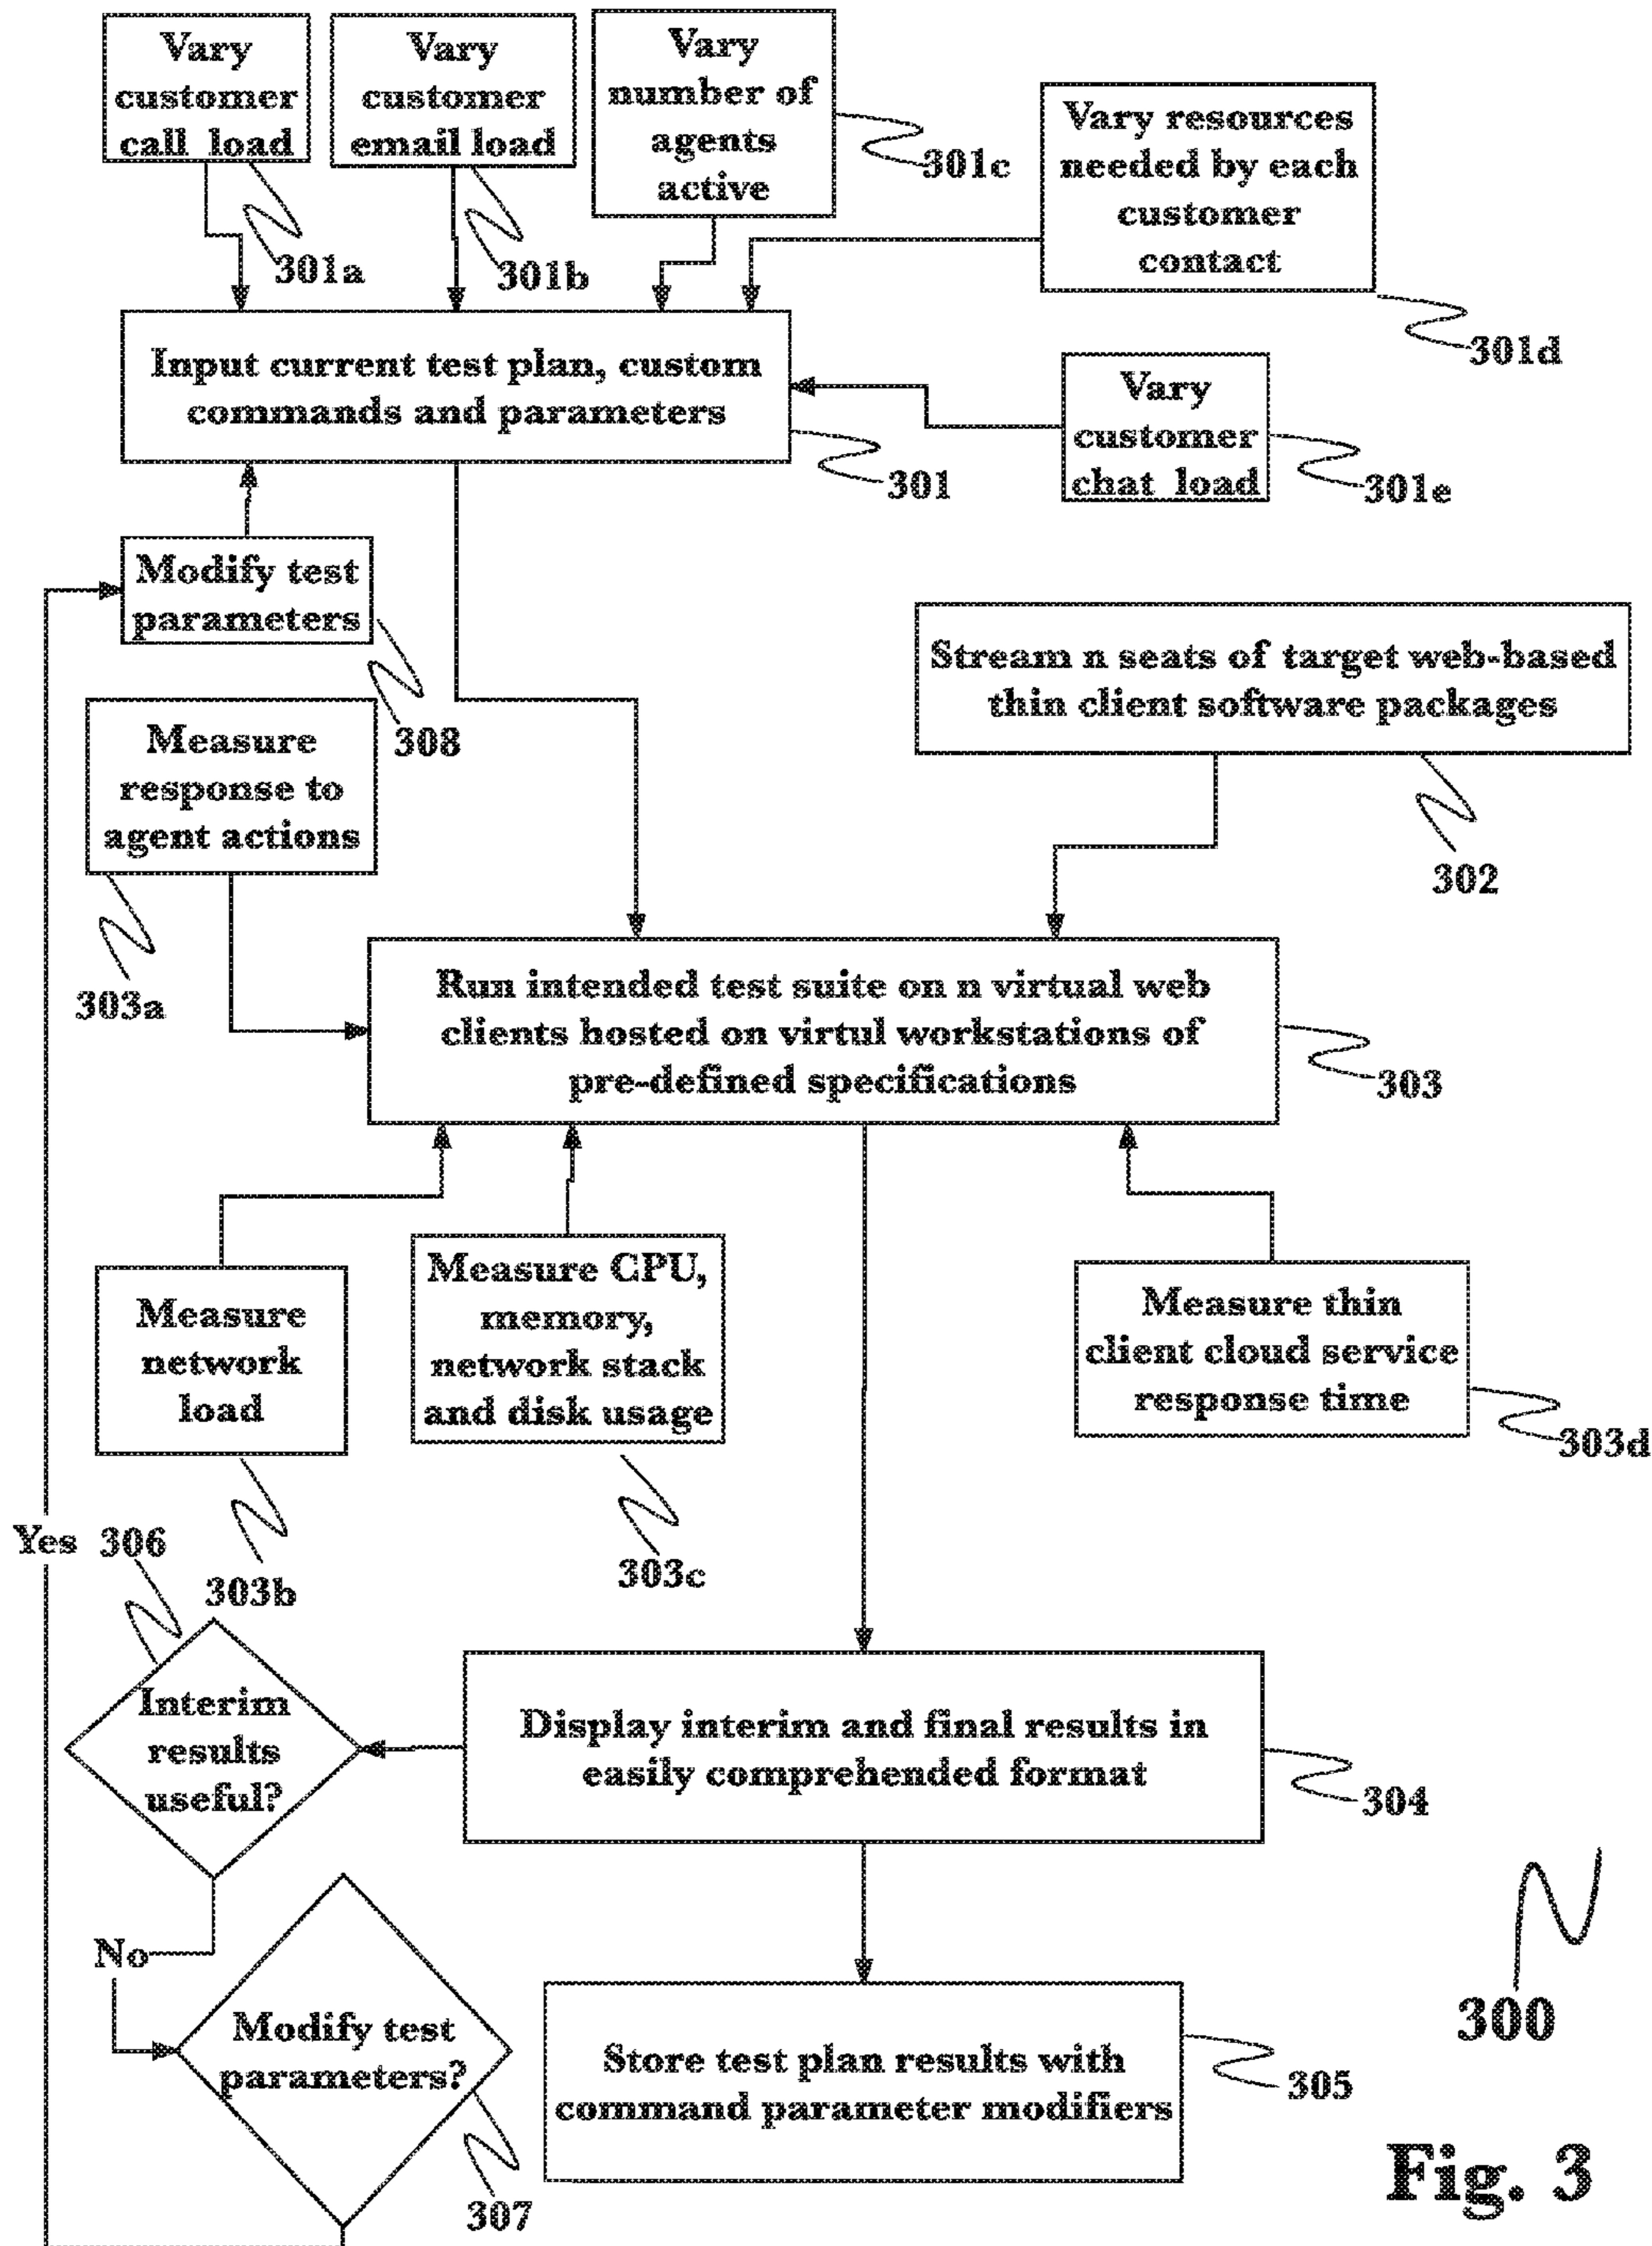 Vary
customer
call load
Vary
customer
email load
Vary
number of
agents
active
Vary resources
needed by each
customer
contact
301a
301b
301c
301d
Input current test plan, custom
commands and parameters
301
Vary
customer
chat load
301e
Modify test
parameters
308
Stream n seats of target web-based
thin client software packages
302
Measure
response to
agent actions
303a
Run intended test suite on n virtual web
clients hosted on virtul workstations of
pre-defined specifications
303
Measure
network
load
303b
Measure CPU,
memory,
network stack
and disk usage
303c
Measure thin
client cloud service
response time
303d
Yes
306
Interim
results
useful?
Display interim and final results in
easily comprehended format
304
No
Modify test
parameters?
307
Store test plan results with
command parameter modifiers
305
300
Fig. 3